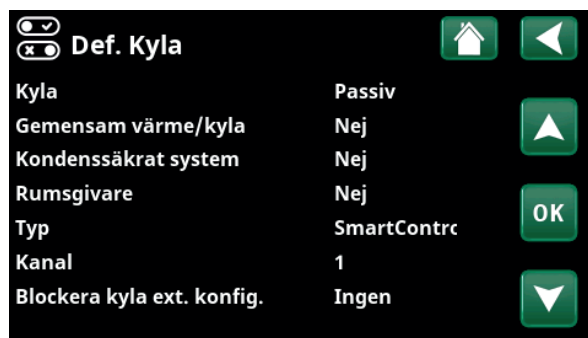 Def. Kyla
Kyla Passiv
Gemensam värme/kyla Nej
Kondenssäkrat system Nej
Rumsgivare Nej
OK
Typ SmartContrc
Kanal 1
Blockera kyla ext. konfig. Ingen